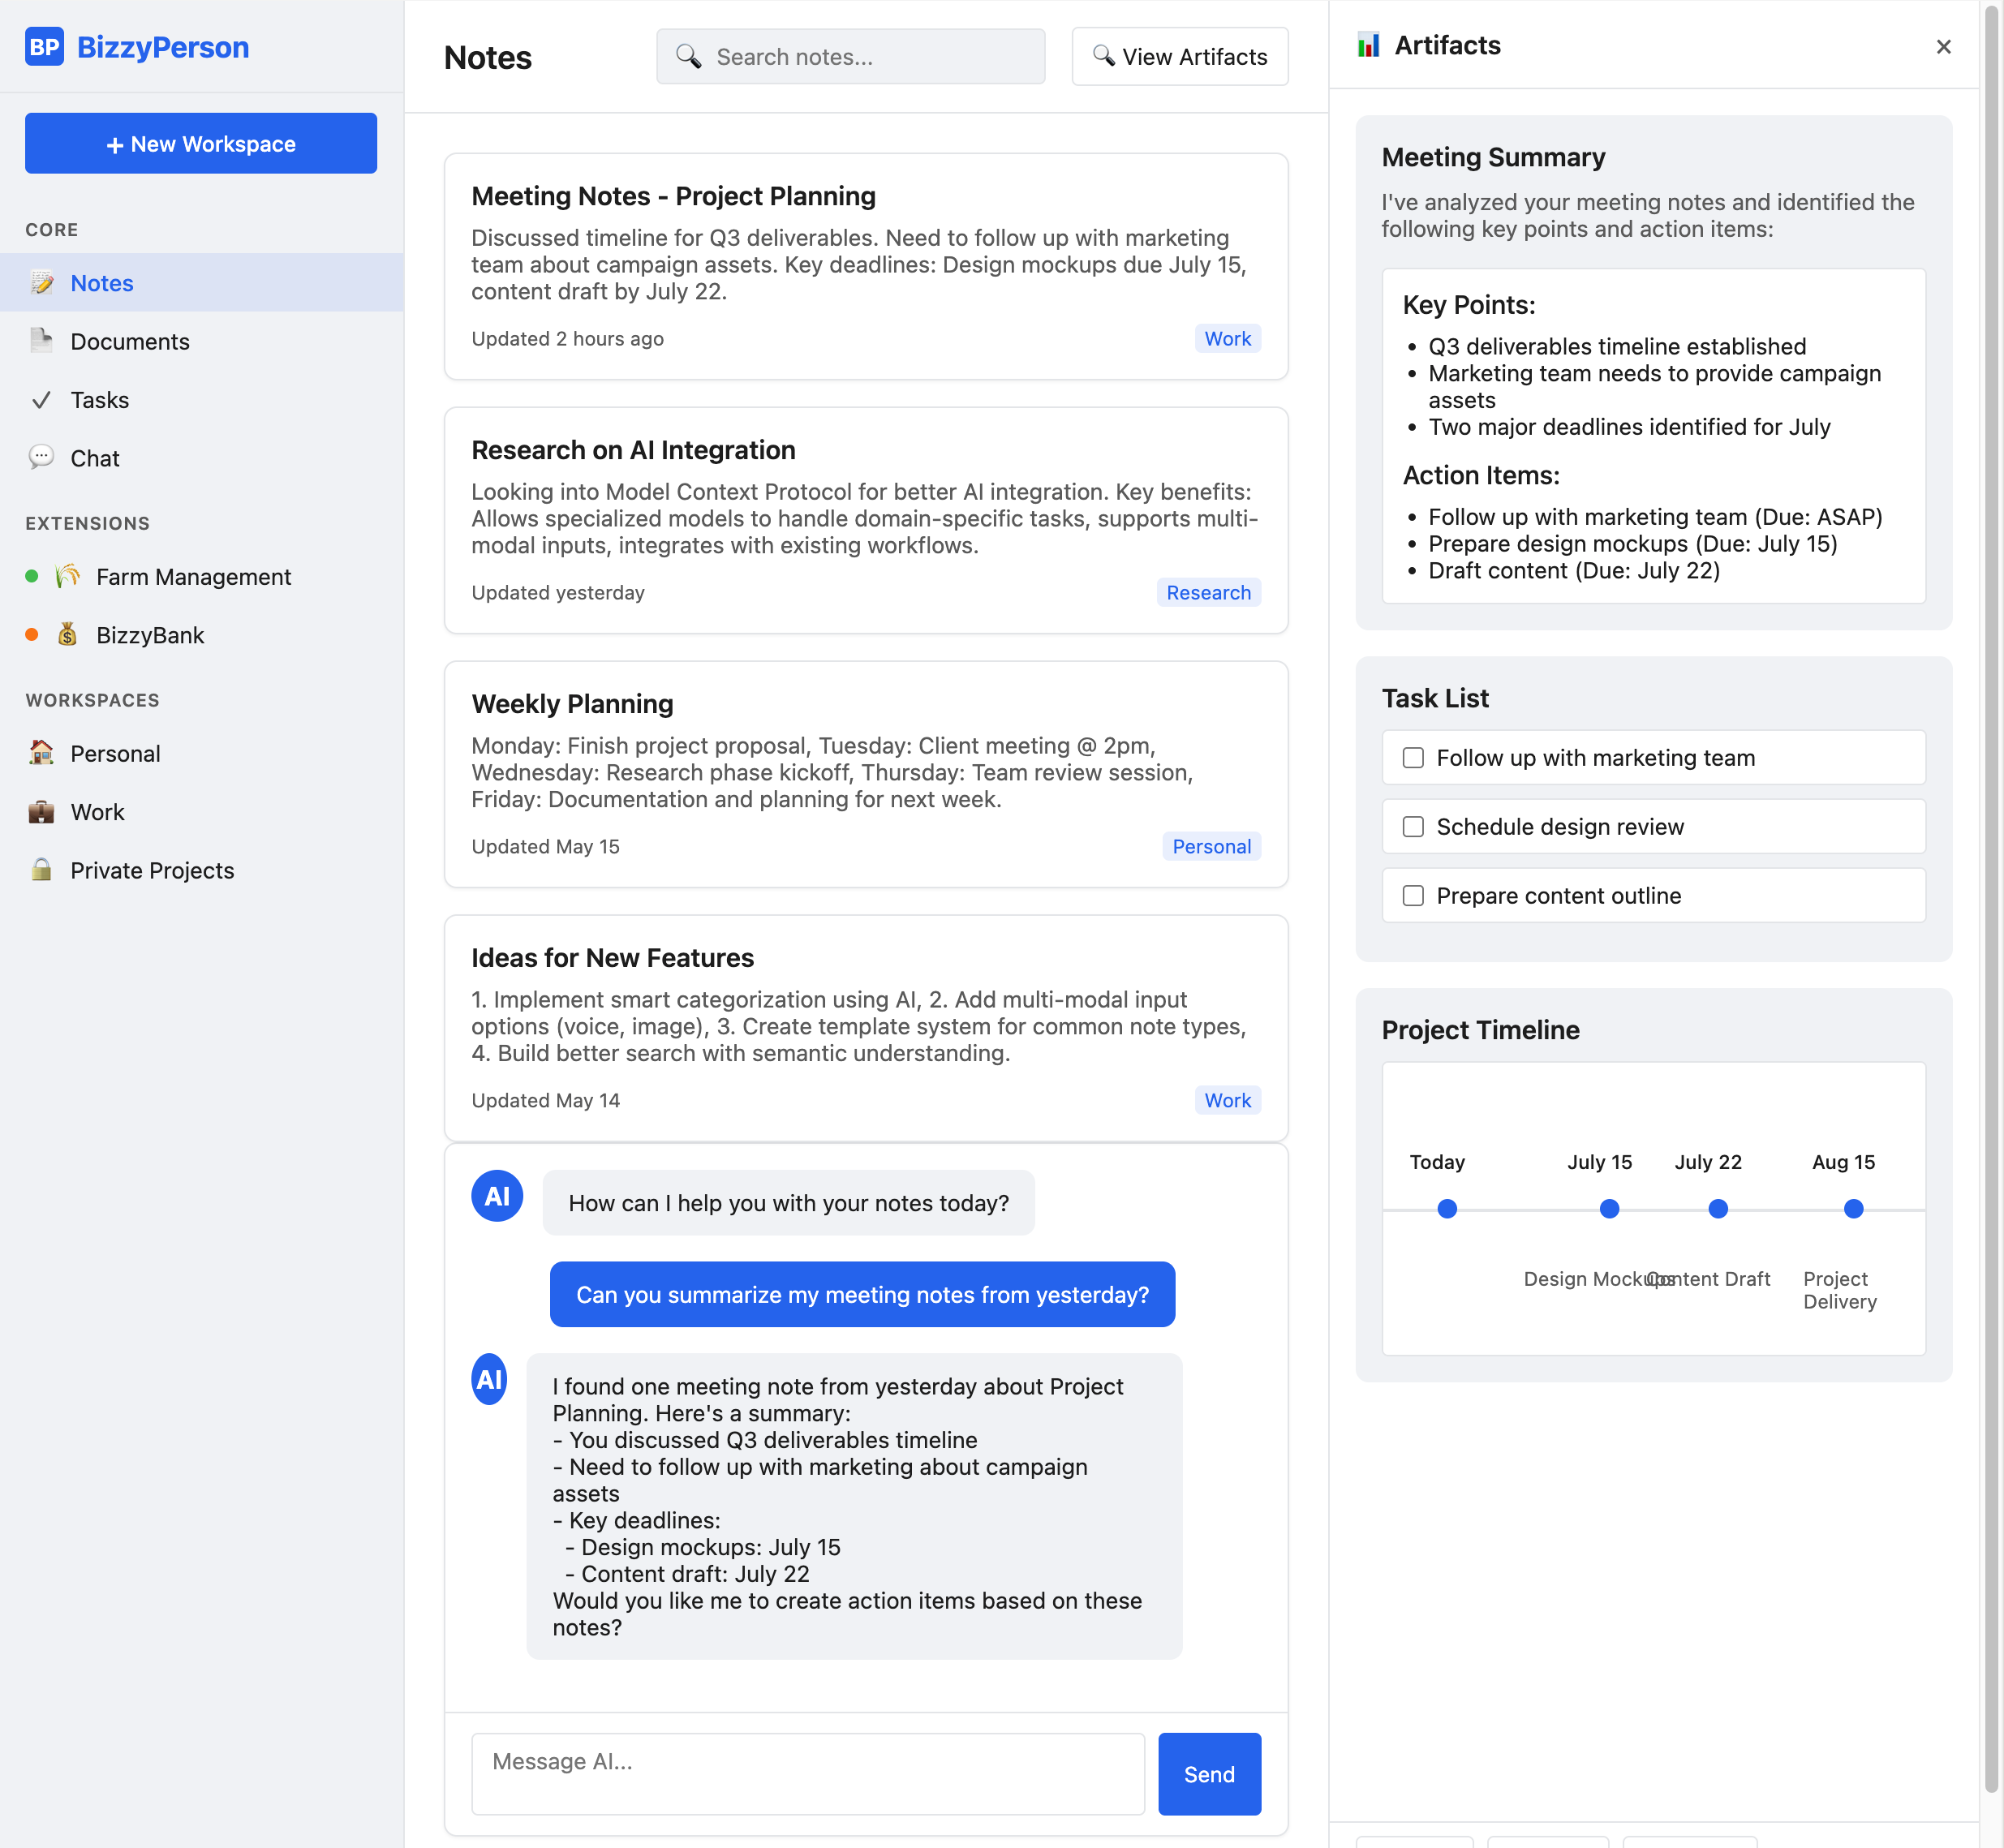 BP BizzyPerson
+ New Workspace
CORE
Notes
Documents
Tasks
Chat
EXTENSIONS
Farm Management
BizzyBank
WORKSPACES
Personal
Work
Private Projects
Notes
Search notes...
View Artifacts
Meeting Notes - Project Planning
Discussed timeline for Q3 deliverables. Need to follow up with marketing
team about campaign assets. Key deadlines: Design mockups due July 15,
content draft by July 22.
Updated 2 hours ago
Work
Research on AI Integration
Looking into Model Context Protocol for better AI integration. Key benefits:
Allows specialized models to handle domain-specific tasks, supports multi-
modal inputs, integrates with existing workflows.
Updated yesterday
Research
Weekly Planning
Monday: Finish project proposal, Tuesday: Client meeting @ 2pm,
Wednesday: Research phase kickoff, Thursday: Team review session,
Friday: Documentation and planning for next week.
Updated May 15
Personal
Ideas for New Features
1. Implement smart categorization using AI, 2. Add multi-modal input
options (voice, image), 3. Create template system for common note types,
4. Build better search with semantic understanding.
Updated May 14
Work
AI
How can I help you with your notes today?
Can you summarize my meeting notes from yesterday?
AI
I found one meeting note from yesterday about Project
Planning. Here's a summary:
- You discussed Q3 deliverables timeline
- Need to follow up with marketing about campaign
assets
- Key deadlines:
- Design mockups: July 15
- Content draft: July 22
Would you like me to create action items based on these
notes?
Message AI...
Send
Artifacts
×
Meeting Summary
I've analyzed your meeting notes and identified the
following key points and action items:
Key Points:
• Q3 deliverables timeline established
• Marketing team needs to provide campaign
assets
• Two major deadlines identified for July
Action Items:
• Follow up with marketing team (Due: ASAP)
• Prepare design mockups (Due: July 15)
• Draft content (Due: July 22)
Task List
Follow up with marketing team
Schedule design review
Prepare content outline
Project Timeline
Today
July 15
July 22
Aug 15
Design Mockups
Content Draft
Project
Delivery